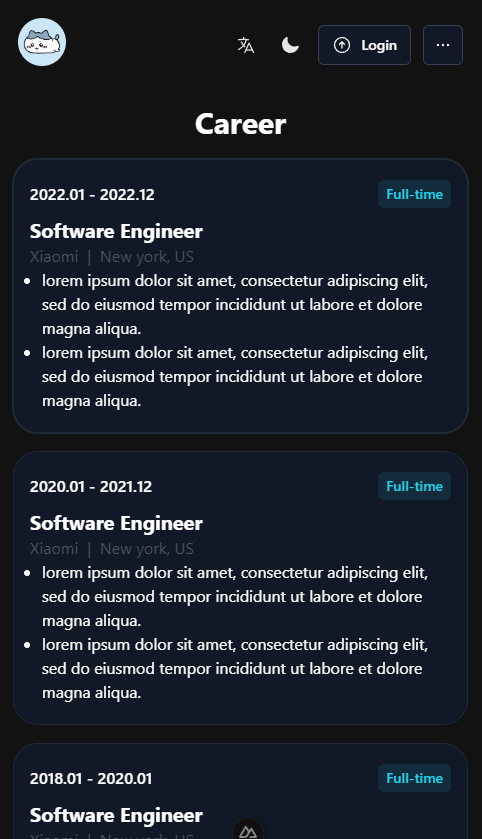 Login
Career
2022.01 - 2022.12
Full-time
Software Engineer
Xiaomi | New york, US
lorem ipsum dolor sit amet, consectetur adipiscing elit,
sed do eiusmod tempor incididunt ut labore et dolore
magna aliqua.
lorem ipsum dolor sit amet, consectetur adipiscing elit,
sed do eiusmod tempor incididunt ut labore et dolore
magna aliqua.
2020.01 - 2021.12
Full-time
Software Engineer
Xiaomi | New york, US
lorem ipsum dolor sit amet, consectetur adipiscing elit,
sed do eiusmod tempor incididunt ut labore et dolore
magna aliqua.
lorem ipsum dolor sit amet, consectetur adipiscing elit,
sed do eiusmod tempor incididunt ut labore et dolore
magna aliqua.
2018.01 - 2020.01
Full-time
Software Engineer
Xiaomi | New york, US